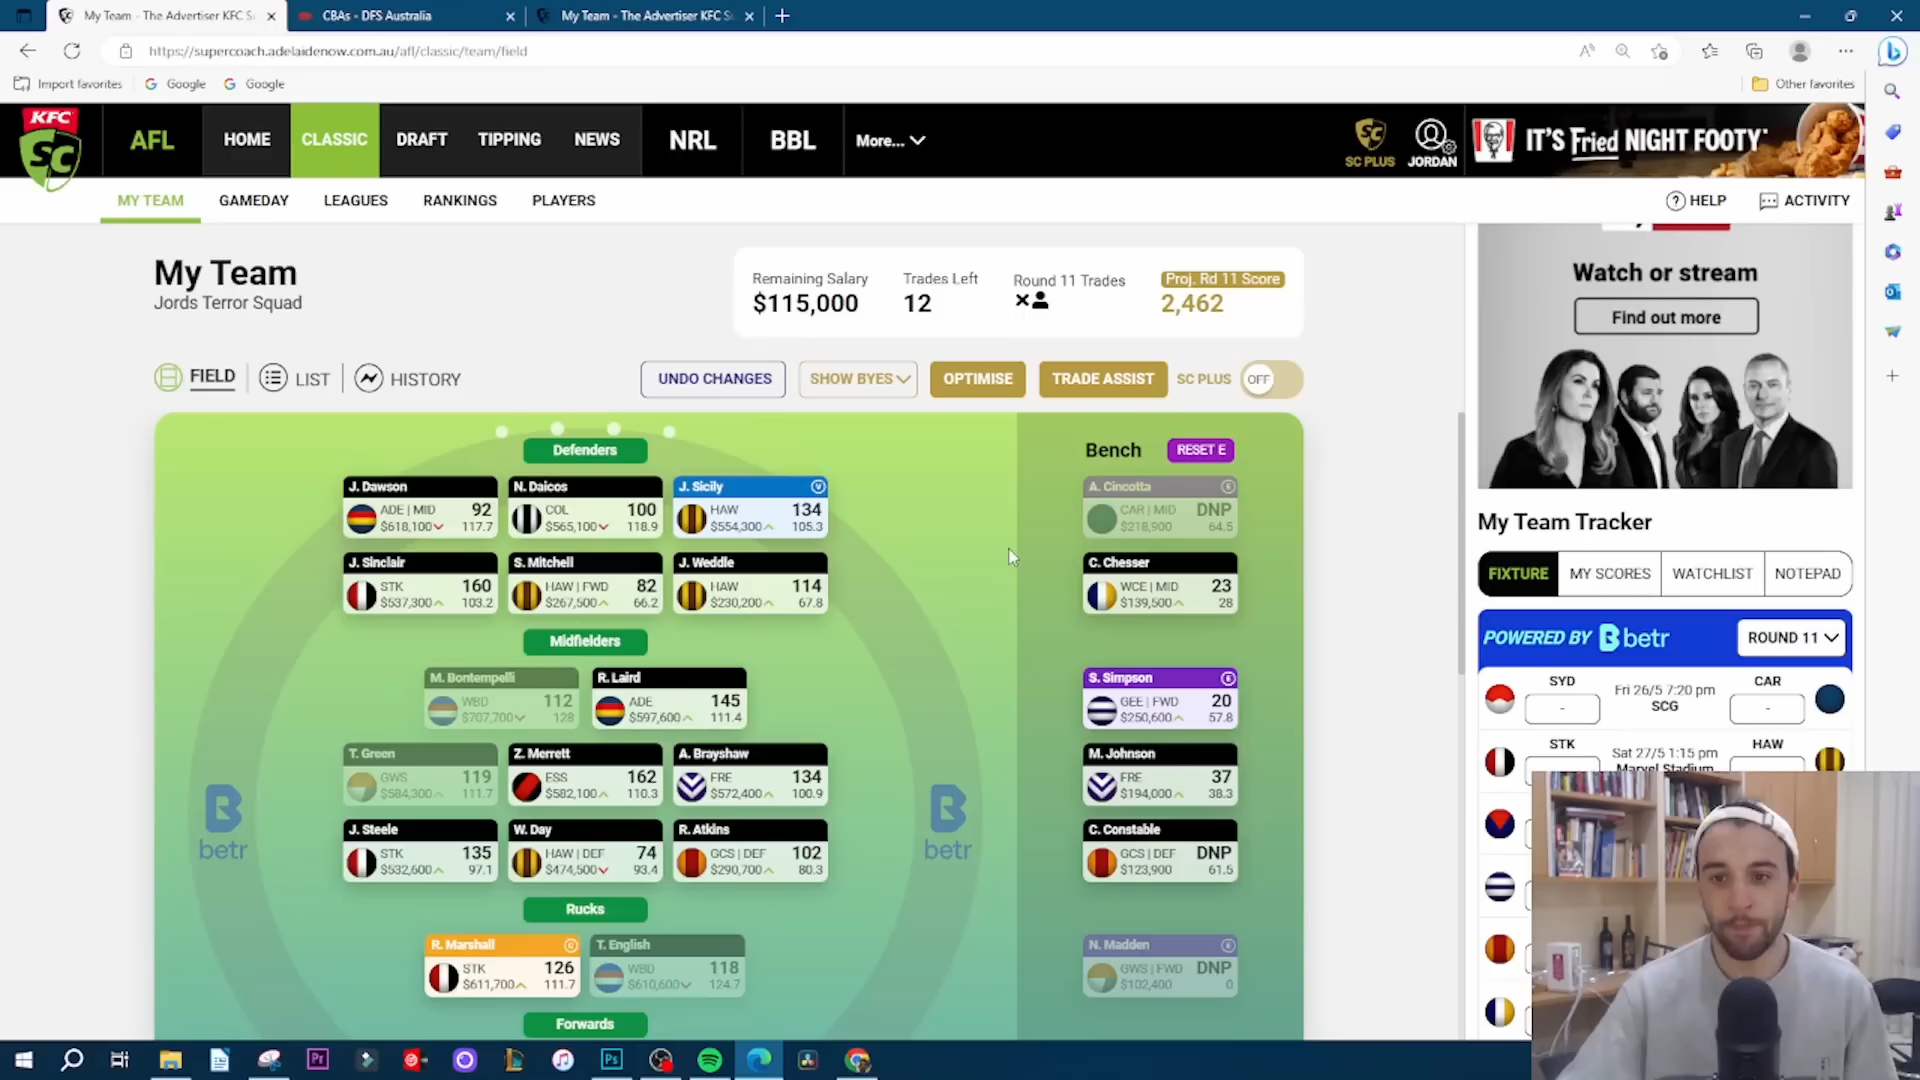 My Team - The Advertiser KFC S
CBAs - DFS Australia
My Team - The Advertiser KFC S
https://supercoach.adelaidenow.com.au/afl/classic/team/field
Import favorites
Google
Google
Other favorites
KFC
SC
AFL
HOME
CLASSIC
DRAFT
TIPPING
NEWS
NRL
BBL
More...
SC
SC PLUS
JORDAN
IT'S Fried NIGHT FOOTY
MY TEAM
GAMEDAY
LEAGUES
RANKINGS
PLAYERS
HELP
ACTIVITY
My Team
Jords Terror Squad
Remaining Salary
$115,000
Trades Left
12
Round 11 Trades
Proj. Rd 11 Score
2,462
Watch or stream
Find out more
FIELD
LIST
HISTORY
UNDO CHANGES
SHOW BYES
OPTIMISE
TRADE ASSIST
SC PLUS
OFF
Defenders
Bench
RESET E
J. Dawson
ADE | MID 92
$618,100 117.7
N. Daicos
COL 100
$565,100 118.9
J. Sicily V
HAW 134
$554,300 105.3
A. Cincotta E
CAR | MID DNP
$218,900 64.5
J. Sinclair
STK 160
$537,300 103.2
S. Mitchell
HAW | FWD 82
$267,500 66.2
J. Weddle
HAW 114
$230,200 67.8
C. Chesser
WCE | MID 23
$139,500 28
Midfielders
M. Bontempelli
WBD 112
$707,700 128
R. Laird
ADE 145
$597,600 111.4
S. Simpson E
GEE | FWD 20
$250,600 57.8
T. Green
GWS 119
$584,300 111.7
Z. Merrett
ESS 162
$582,100 110.3
A. Brayshaw
FRE 134
$572,400 100.9
M. Johnson
FRE 37
$194,000 38.3
J. Steele
STK 135
$532,600 97.1
W. Day
HAW | DEF 74
$474,500 93.4
R. Atkins
GCS | DEF 102
$290,700 80.3
C. Constable
GCS | DEF DNP
$123,900 61.5
betr
betr
Rucks
R. Marshall C
STK 126
$611,700 111.7
T. English
WBD 118
$610,600 124.7
N. Madden E
GWS | FWD DNP
$102,400 0
Forwards
My Team Tracker
FIXTURE
MY SCORES
WATCHLIST
NOTEPAD
POWERED BY betr
ROUND 11
SYD
Fri 26/5 7:20 pm
SCG
CAR
-
-
STK
Sat 27/5 1:15 pm
Marvel Stadium
HAW
Pr
Ps